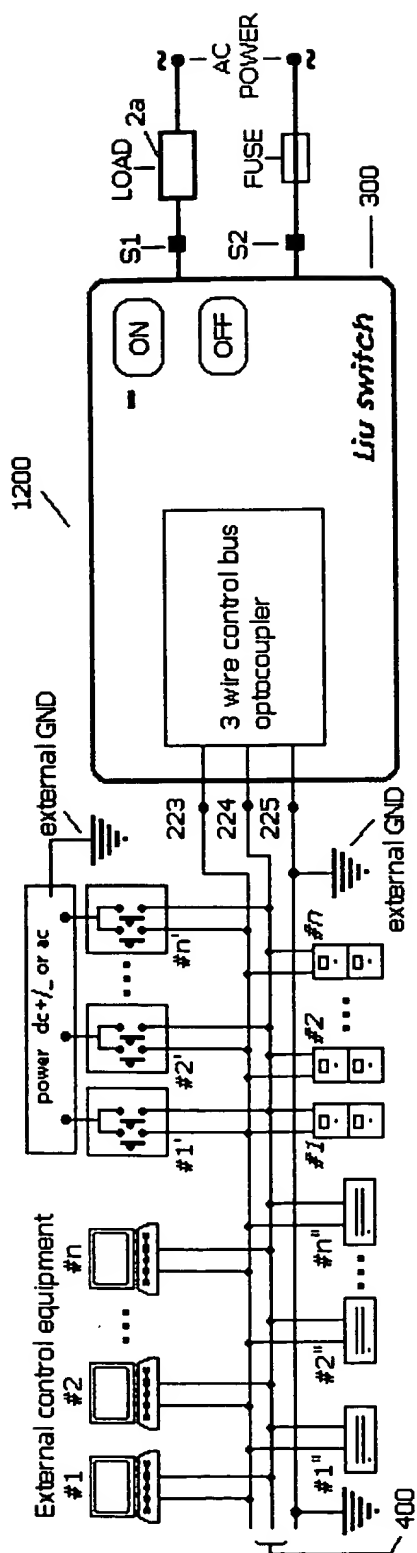 1200
external GND
power dc+/_ or ac
External control equipment
#1
#2
#n
#1'
#2'
#n'
223
224
225
3 wire control bus
optocoupler
ON
OFF
Liu switch
S1
LOAD
2a
~
AC
POWER
~
S2
FUSE
300
#1"
#2"
#n"
#1
#2
#n
external GND
400